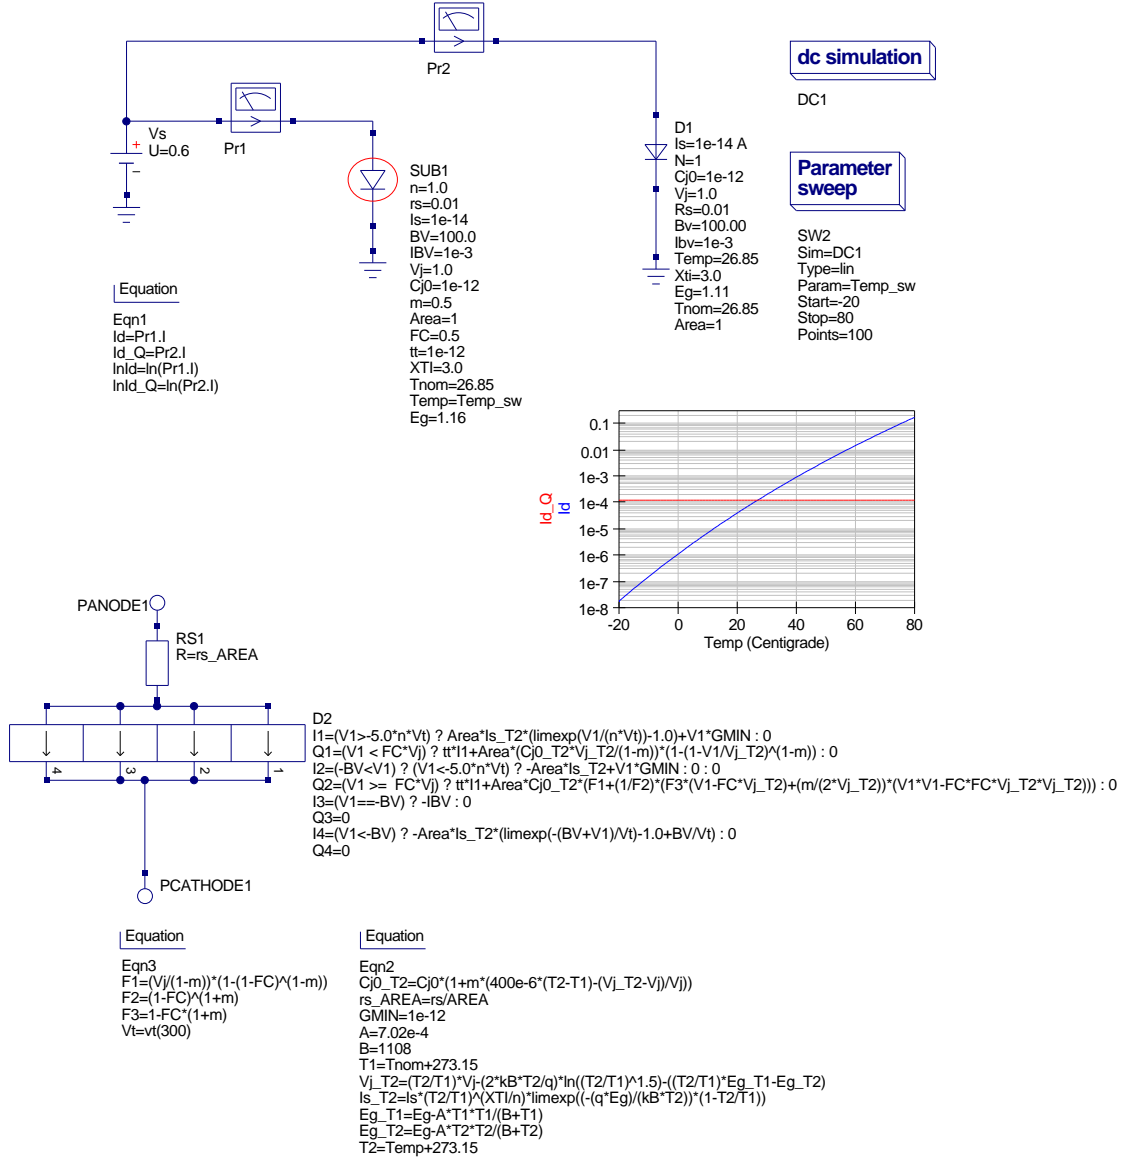 Pr2
dc simulation
DC1
Vs
U=0.6
Pr1
SUB1
n=1.0
rs=0.01
Is=1e-14
BV=100.0
IBV=1e-3
Vj=1.0
Cj0=1e-12
m=0.5
Area=1
FC=0.5
tt=1e-12
XTI=3.0
Tnom=26.85
Temp=Temp_sw
Eg=1.16
D1
Is=1e-14 A
N=1
Cj0=1e-12
Vj=1.0
Rs=0.01
Bv=100.00
Ibv=1e-3
Temp=26.85
Xti=3.0
Eg=1.11
Tnom=26.85
Area=1
Parameter
sweep
SW2
Sim=DC1
Type=lin
Param=Temp_sw
Start=-20
Stop=80
Points=100
Equation
Eqn1
Id=Pr1.I
Id_Q=Pr2.I
lnId=ln(Pr1.I)
lnId_Q=ln(Pr2.I)
0.1
0.01
1e-3
1e-4
1e-5
1e-6
1e-7
1e-8
Id_Q
Id
-20 0 20 40 60 80
Temp (Centigrade)
PANODE1
RS1
R=rs_AREA
4 3 2 1
D2
I1=(V1>-5.0*n*Vt) ? Area*Is_T2*(limexp(V1/(n*Vt))-1.0)+V1*GMIN : 0
Q1=(V1 < FC*Vj) ? tt*I1+Area*(Cj0_T2*Vj_T2/(1-m))*(1-(1-V1/Vj_T2)^(1-m)) : 0
I2=(-BV<V1) ? (V1<-5.0*n*Vt) ? -Area*Is_T2+V1*GMIN : 0 : 0
Q2=(V1 >= FC*Vj) ? tt*I1+Area*Cj0_T2*(F1+(1/F2)*(F3*(V1-FC*Vj_T2)+(m/(2*Vj_T2))*(V1*V1-FC*FC*Vj_T2*Vj_T2))) : 0
I3=(V1==-BV) ? -IBV : 0
Q3=0
I4=(V1<-BV) ? -Area*Is_T2*(limexp(-(BV+V1)/Vt)-1.0+BV/Vt) : 0
Q4=0
PCATHODE1
Equation
Eqn3
F1=(Vj/(1-m))*(1-(1-FC)^(1-m))
F2=(1-FC)^(1+m)
F3=1-FC*(1+m)
Vt=vt(300)
Equation
Eqn2
Cj0_T2=Cj0*(1+m*(400e-6*(T2-T1)-(Vj_T2-Vj)/Vj))
rs_AREA=rs/AREA
GMIN=1e-12
A=7.02e-4
B=1108
T1=Tnom+273.15
Vj_T2=(T2/T1)*Vj-(2*kB*T2/q)*ln((T2/T1)^1.5)-((T2/T1)*Eg_T1-Eg_T2)
Is_T2=Is*(T2/T1)^(XTI/n)*limexp((-(q*Eg)/(kB*T2))*(1-T2/T1))
Eg_T1=Eg-A*T1*T1/(B+T1)
Eg_T2=Eg-A*T2*T2/(B+T2)
T2=Temp+273.15